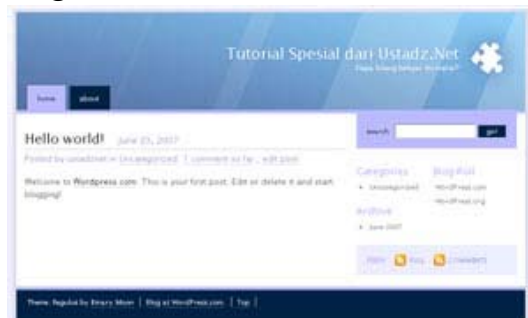 Tutorial Spesial dari Ustadz.Net
home about
Hello world! June 25, 2007
Posted by ustadznet in Uncategorized. 1 comment so far, edit post
Welcome to Wordpress.com. This is your first post. Edit or delete it and start
blogging!
search go!
Categories
Uncategorized
Archive
June 2007
Blog Roll
WordPress.com
WordPress.org
Theme: Regulus by Binary Moon | Blog at WordPress.com | Top |